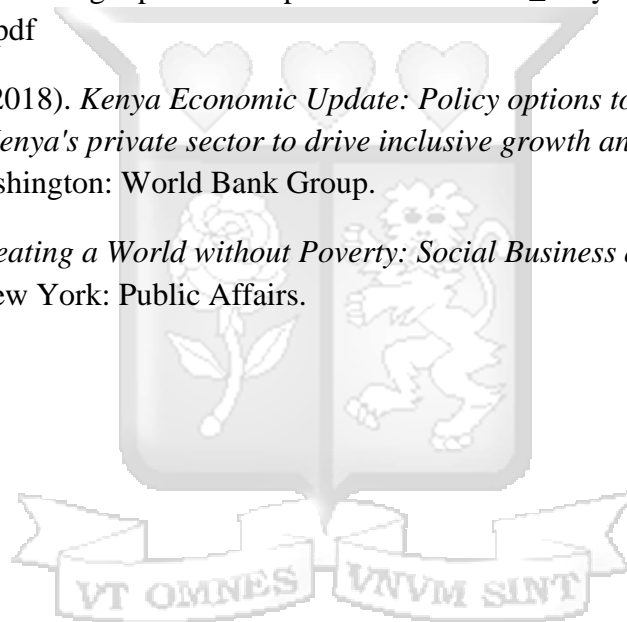 pdf
2018). Kenya Economic Update: Policy options to
enya's private sector to drive inclusive growth an
shington: World Bank Group.
eating a World without Poverty: Social Business
ew York: Public Affairs.
VT OMNES VNVM SINT